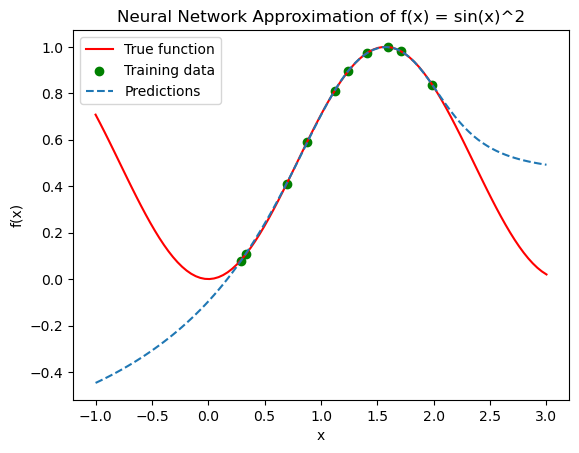 Neural Network Approximation of f(x) = sin(x)^2
True function
Training data
Predictions
f(x)
1.0
0.8
0.6
0.4
0.2
0.0
−0.2
−0.4
−1.0 −0.5 0.0 0.5 1.0 1.5 2.0 2.5 3.0
x